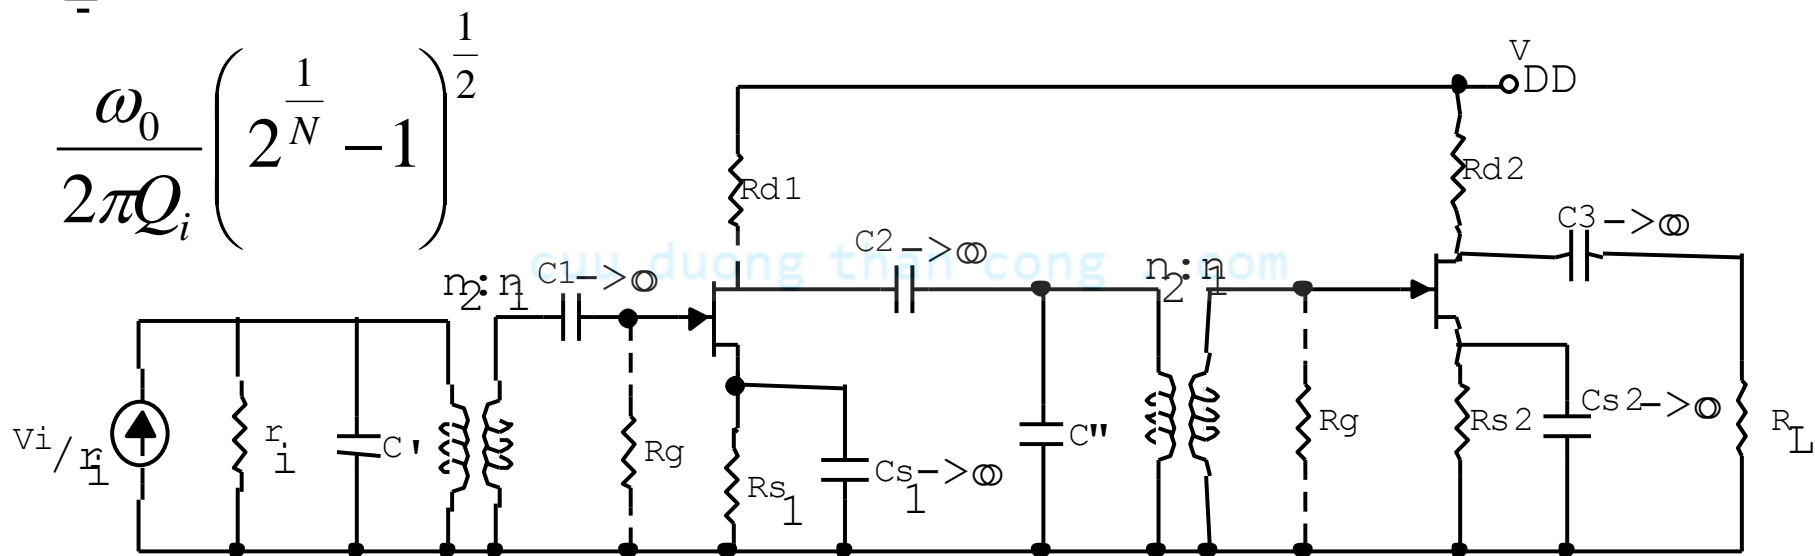 ω₀ / 2πQᵢ (2^(1/N) − 1)^(1/2)
V
DD
Rd1
Rd2
C3->∞
C2->∞
cuu duong than cong . com
n2:n1
C1->∞
n2:n1
Vi/ri
ri
C'
Rg
Rs1
Cs1->∞
C"
Rg
Rs2
Cs2->∞
RL